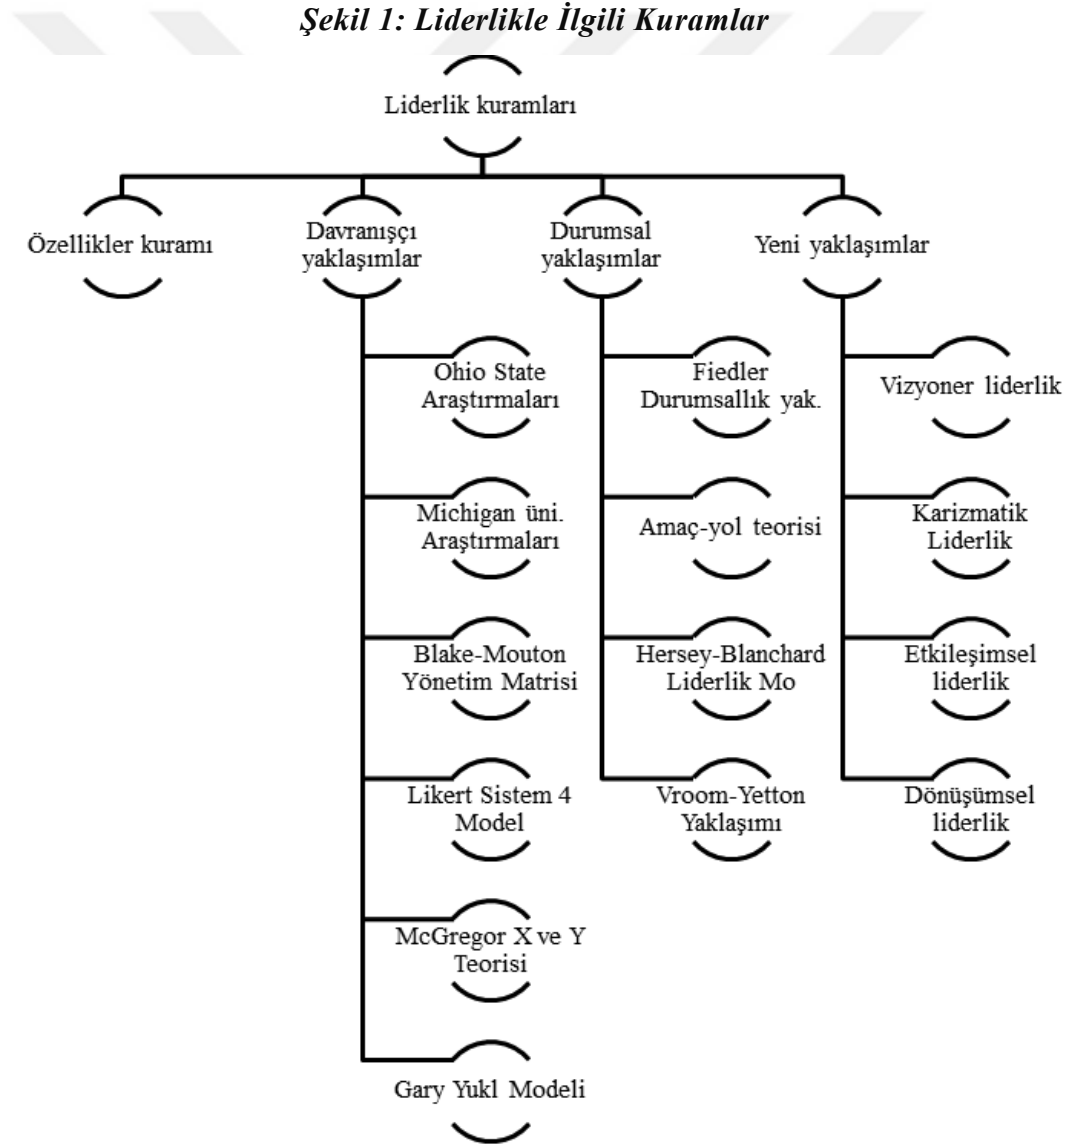 Şekil 1: Liderlikle İlgili Kuramlar
Liderlik kuramları
Özellikler kuramı
Davranışçı
yaklaşımlar
Durumsal
yaklaşımlar
Yeni yaklaşımlar
Ohio State
Araştırmaları
Michigan üni.
Araştırmaları
Blake-Mouton
Yönetim Matrisi
Likert Sistem 4
Model
McGregor X ve Y
Teorisi
Gary Yukl Modeli
Fiedler
Durumsallık yak.
Amaç-yol teorisi
Hersey-Blanchard
Liderlik Mo
Vroom-Yetton
Yaklaşımı
Vizyoner liderlik
Karizmatik
Liderlik
Etkileşimsel
liderlik
Dönüşümsel
liderlik